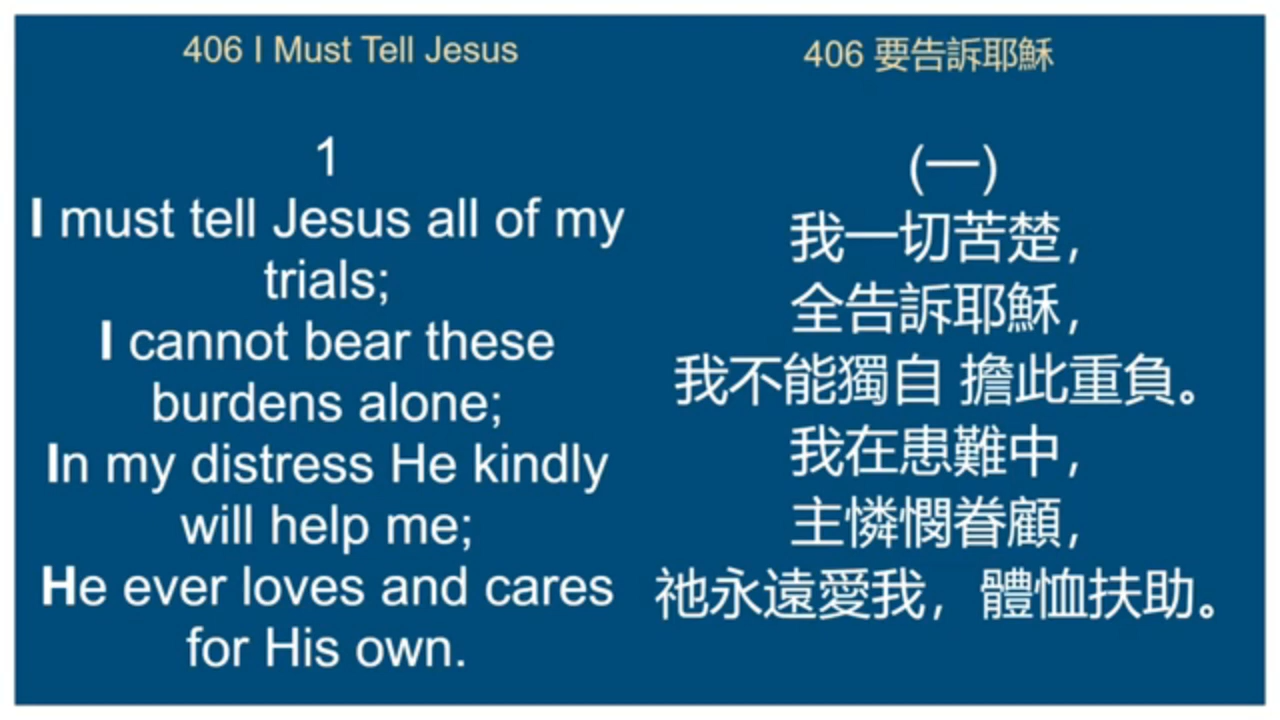 406 I Must Tell Jesus
1
I must tell Jesus all of my
trials;
I cannot bear these
burdens alone;
In my distress He kindly
will help me;
He ever loves and cares
for His own.
406 要告訴耶穌
(一)
我一切苦楚，
全告訴耶穌，
我不能獨自 擔此重負。
我在患難中，
主憐憫眷顧，
祂永遠愛我，體恤扶助。